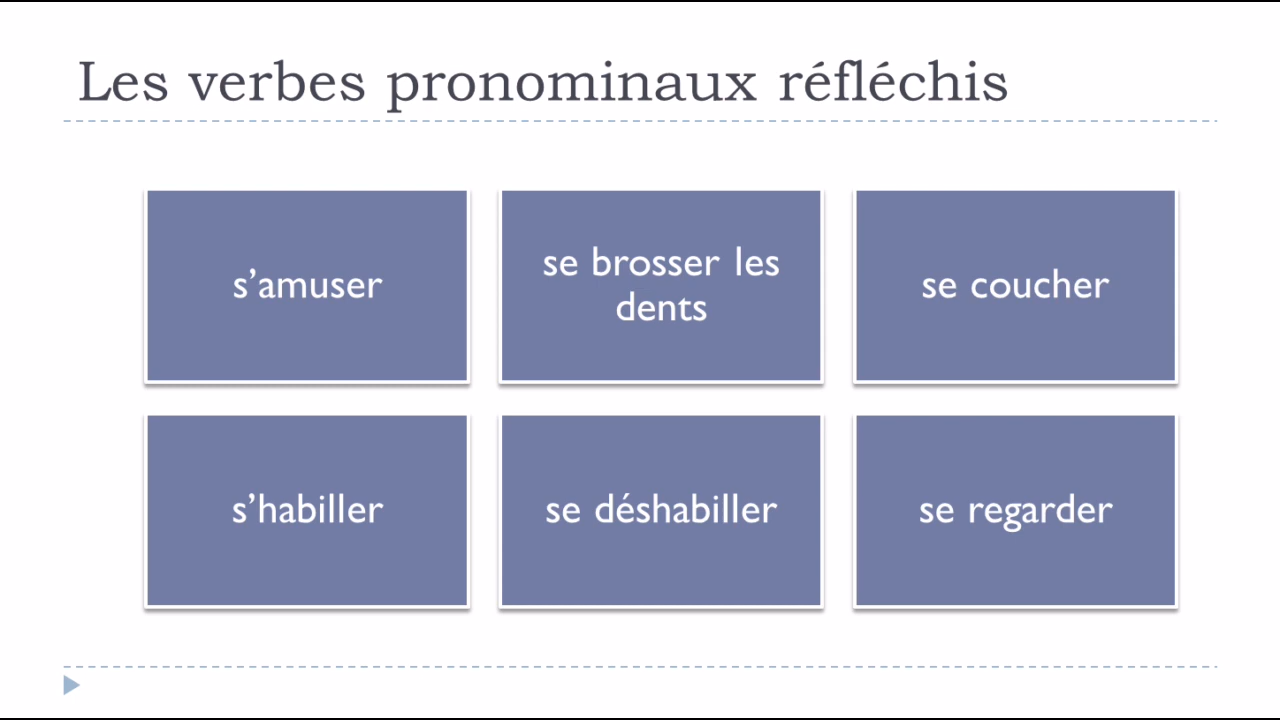 Les verbes pronominaux réfléchis
s’amuser
se brosser les
dents
se coucher
s’habiller
se déshabiller
se regarder